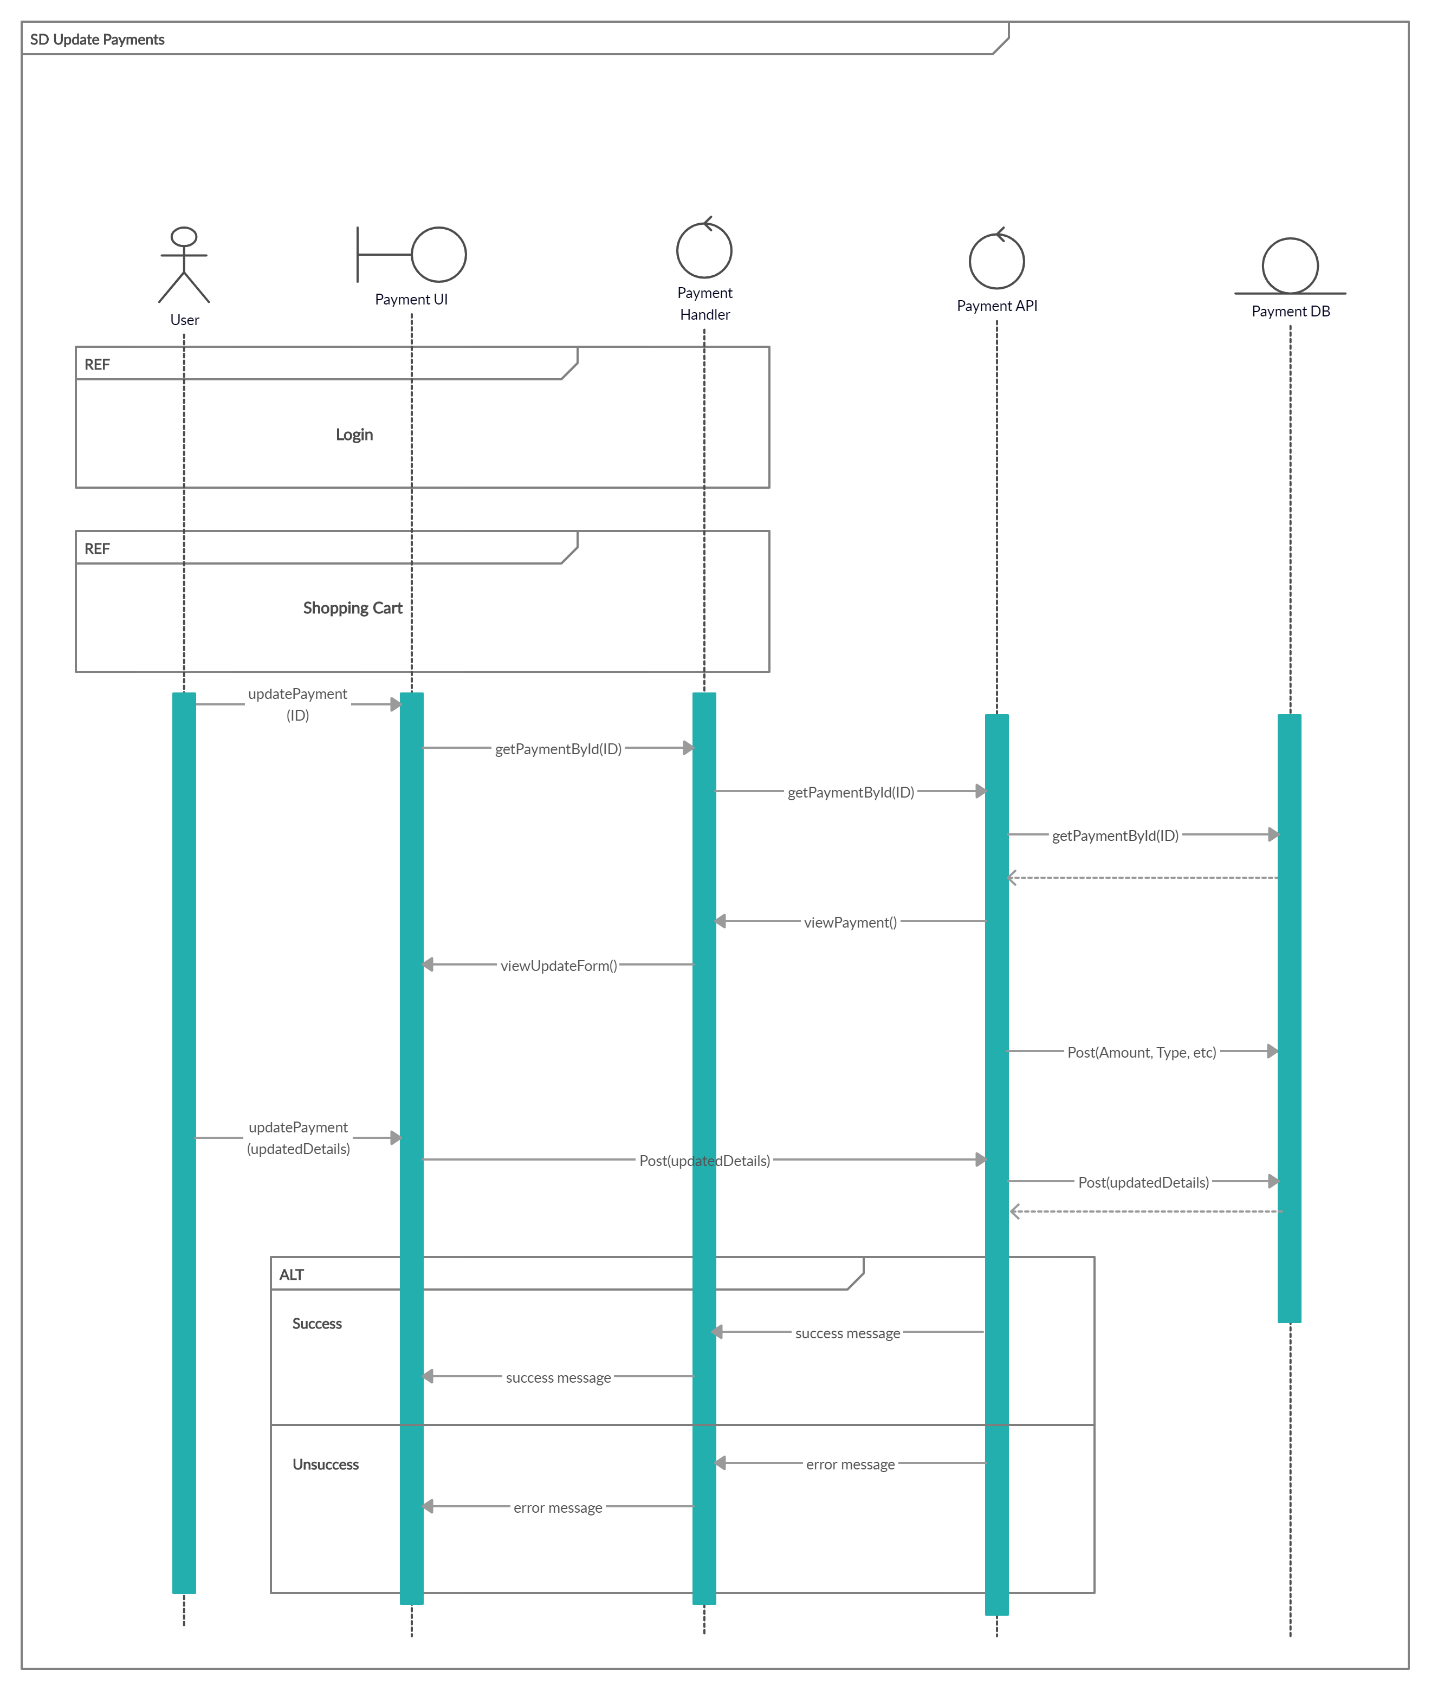 SD Update Payments
User
Payment UI
Payment
Handler
Payment API
Payment DB
REF
Login
REF
Shopping Cart
updatePayment
(ID)
getPaymentById(ID)
getPaymentById(ID)
getPaymentById(ID)
viewPayment()
viewUpdateForm()
Post(Amount, Type, etc)
updatePayment
(updatedDetails)
Post(updatedDetails)
Post(updatedDetails)
ALT
Success
success message
success message
Unsuccess
error message
error message